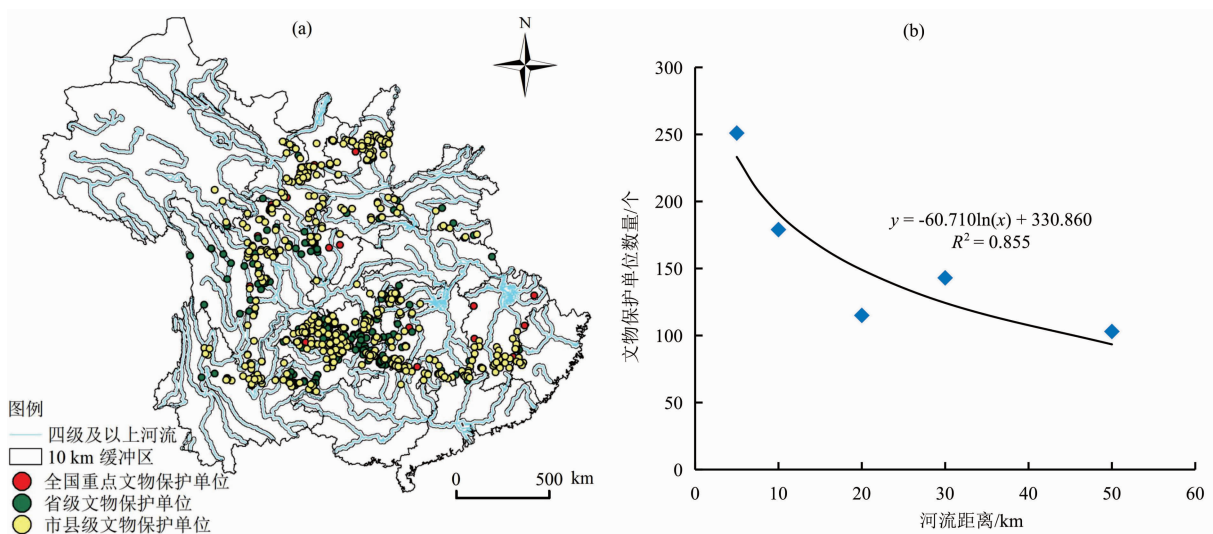 (a)
N
图例
四级及以上河流
10 km 缓冲区
全国重点文物保护单位
省级文物保护单位
市县级文物保护单位
0 500 km
(b)
文物保护单位数量/个
300
250
200
150
100
50
0
y = -60.710ln(x) + 330.860
R² = 0.855
0 10 20 30 40 50 60
河流距离/km